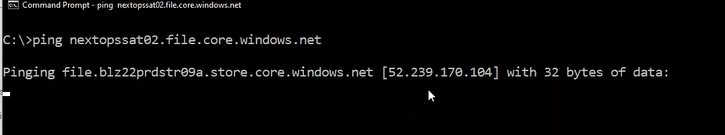 Command Prompt - ping nextopssat02.file.core.windows.net
C:\>ping nextopssat02.file.core.windows.net
Pinging file.blz22prdstr09a.store.core.windows.net [52.239.170.104] with 32 bytes of data: